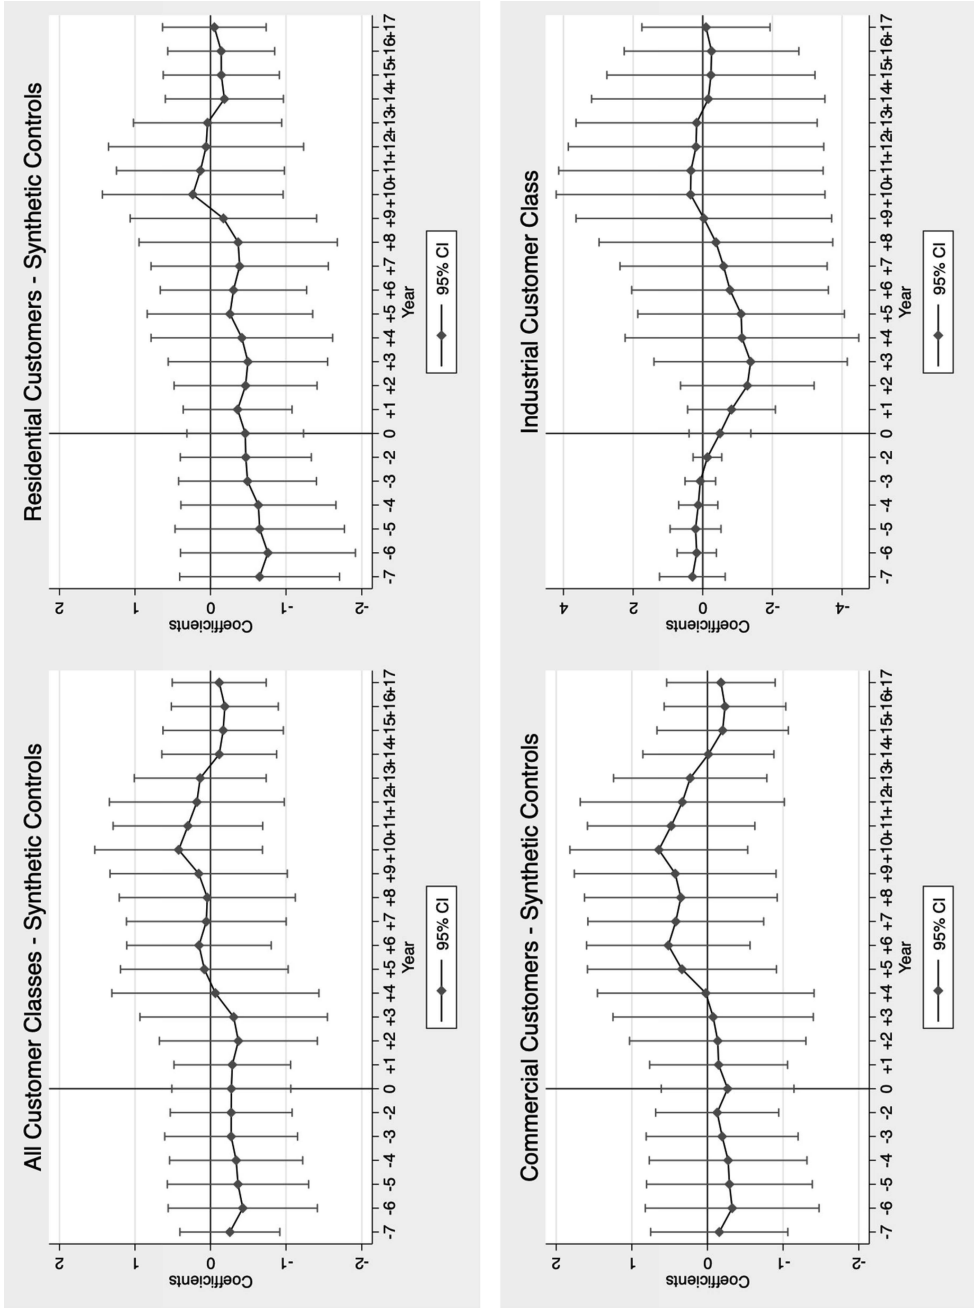 All Customer Classes - Synthetic Controls
2
1
0
-1
-2
Coefficients
-7 -6 -5 -4 -3 -2 0 +1 +2 +3 +4 +5 +6 +7 +8 +9 +10 +11 +12 +13 +14 +15 +16 +17
Year
95% CI
Residential Customers - Synthetic Controls
2
1
0
-1
-2
Coefficients
-7 -6 -5 -4 -3 -2 0 +1 +2 +3 +4 +5 +6 +7 +8 +9 +10 +11 +12 +13 +14 +15 +16 +17
Year
95% CI
Commercial Customers - Synthetic Controls
2
1
0
-1
-2
Coefficients
-7 -6 -5 -4 -3 -2 0 +1 +2 +3 +4 +5 +6 +7 +8 +9 +10 +11 +12 +13 +14 +15 +16 +17
Year
95% CI
Industrial Customer Class
4
2
0
-2
-4
Coefficients
-7 -6 -5 -4 -3 -2 0 +1 +2 +3 +4 +5 +6 +7 +8 +9 +10 +11 +12 +13 +14 +15 +16 +17
Year
95% CI